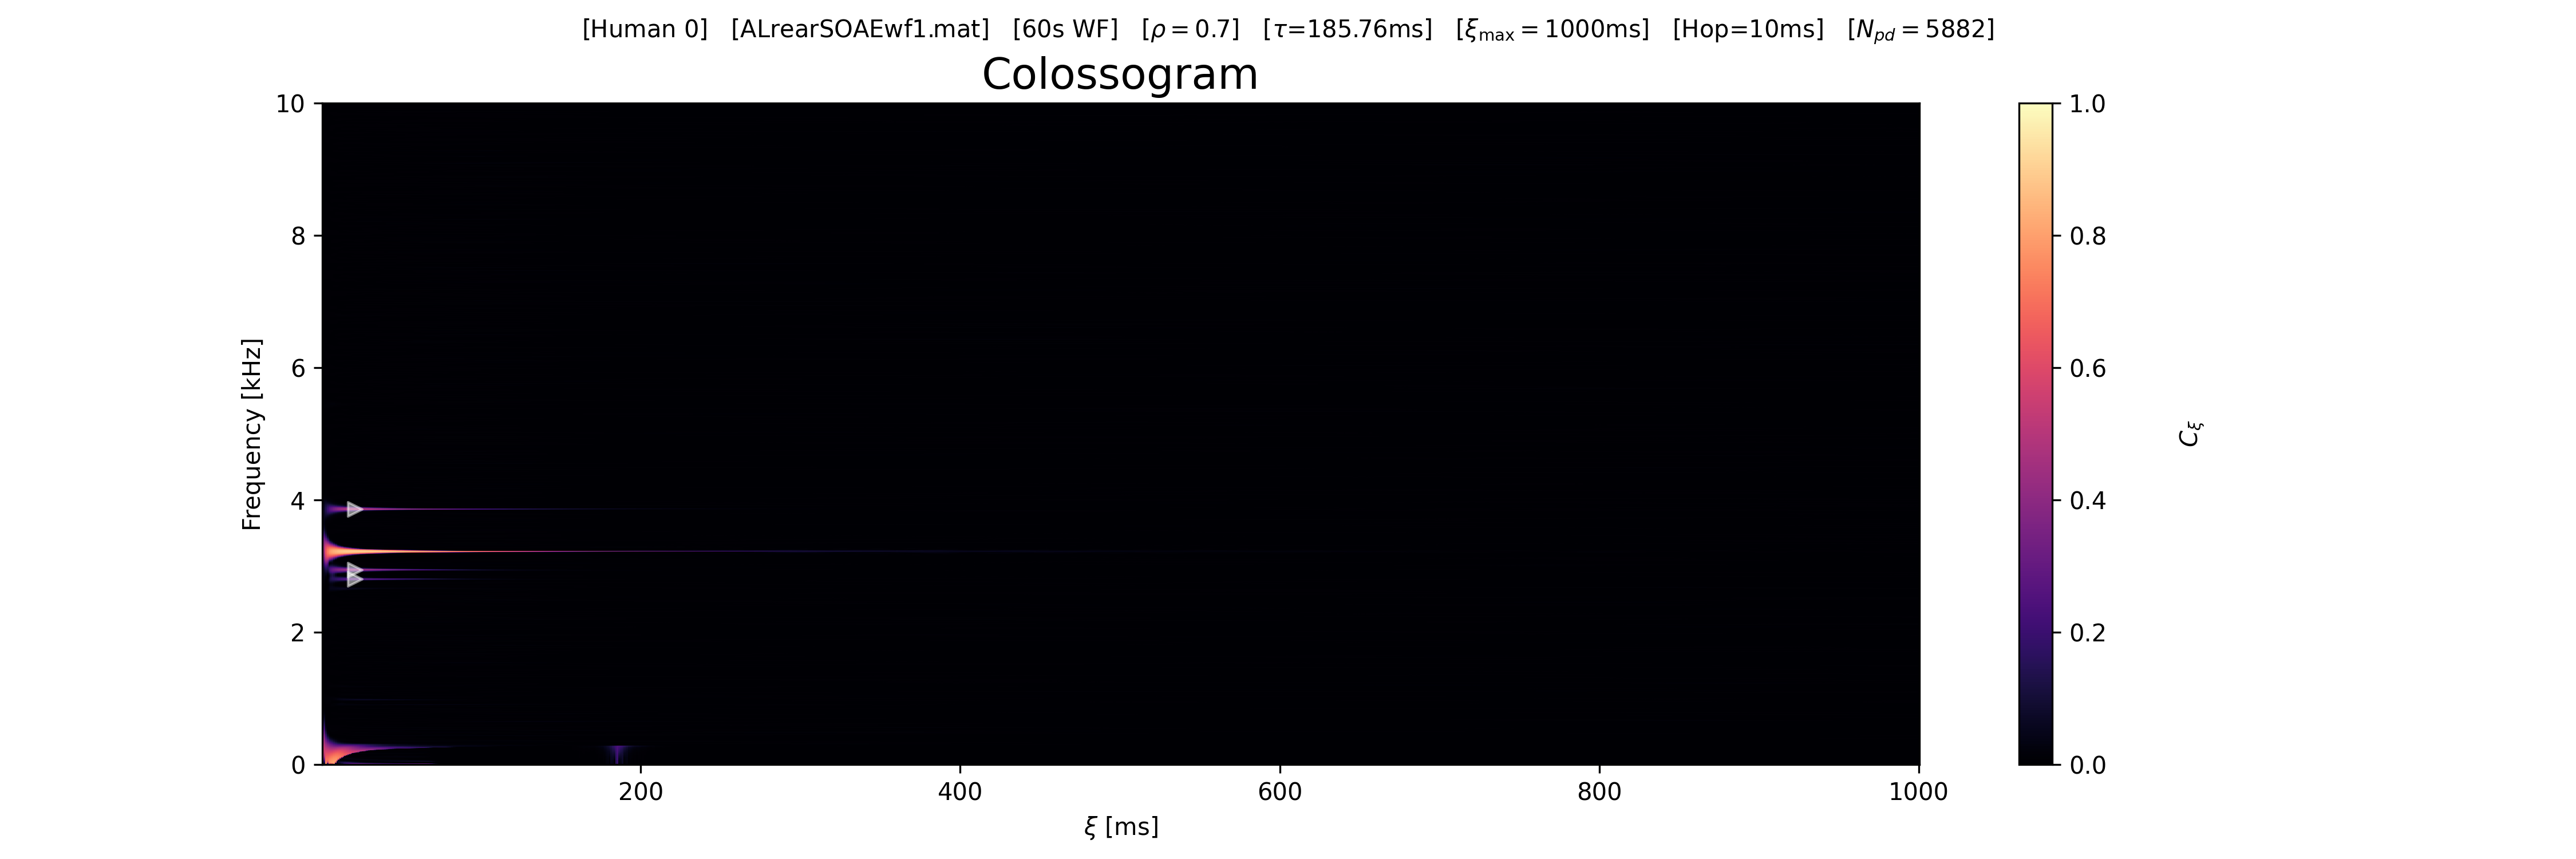 [Human 0] [ALrearSOAEwf1.mat] [60s WF] [ρ = 0.7] [τ=185.76ms] [ξmax = 1000ms] [Hop=10ms] [Npd = 5882]
Colossogram
10
8
6
4
2
0
Frequency [kHz]
200 400 600 800 1000
ξ [ms]
1.0
0.8
0.6
0.4
0.2
0.0
Cξ